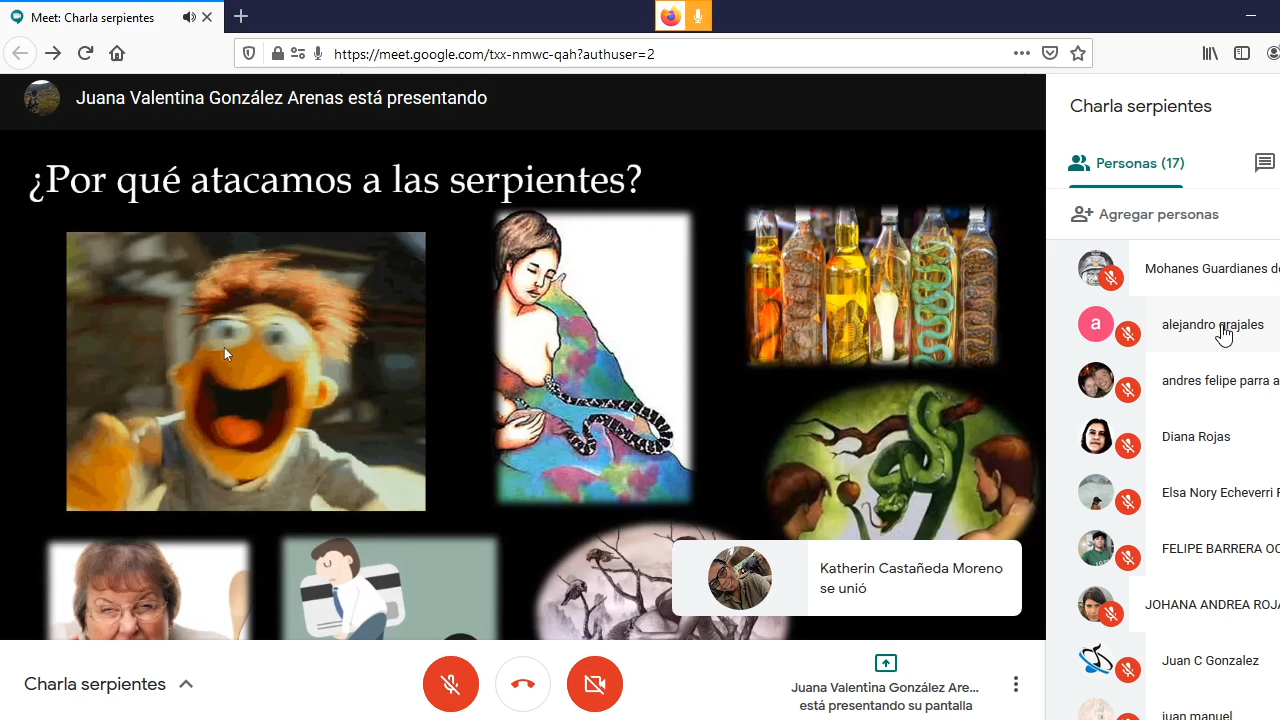 Meet: Charla serpientes
https://meet.google.com/txx-nmwc-qah?authuser=2
Juana Valentina González Arenas está presentando
Charla serpientes
Personas (17)
Agregar personas
¿Por qué atacamos a las serpientes?
Mohanes Guardianes de
alejandro grajales
andres felipe parra a
Diana Rojas
Elsa Nory Echeverri
FELIPE BARRERA OC
JOHANA ANDREA ROJA
Juan C Gonzalez
juan manuel
a
Katherin Castañeda Moreno
se unió
Charla serpientes
Juana Valentina González Are...
está presentando su pantalla